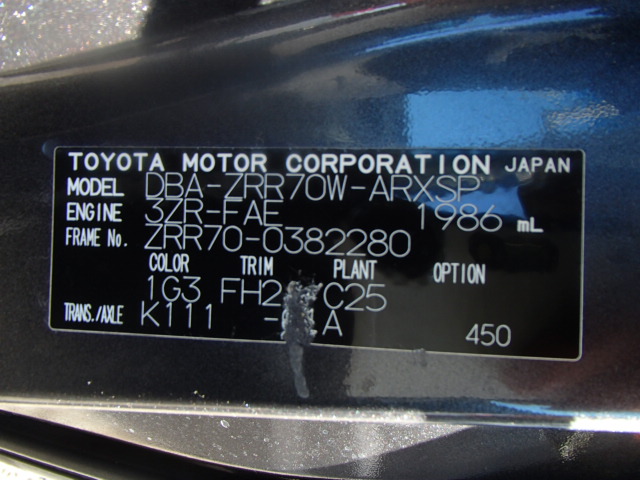 TOYOTA MOTOR CORPORATION JAPAN
MODEL DBA-ZRR70W-ARXSP
ENGINE 3ZR-FAE 1986 mL
FRAME No. ZRR70-0382280
COLOR TRIM PLANT OPTION
1G3 C25
TRANS./AXLE K111
450